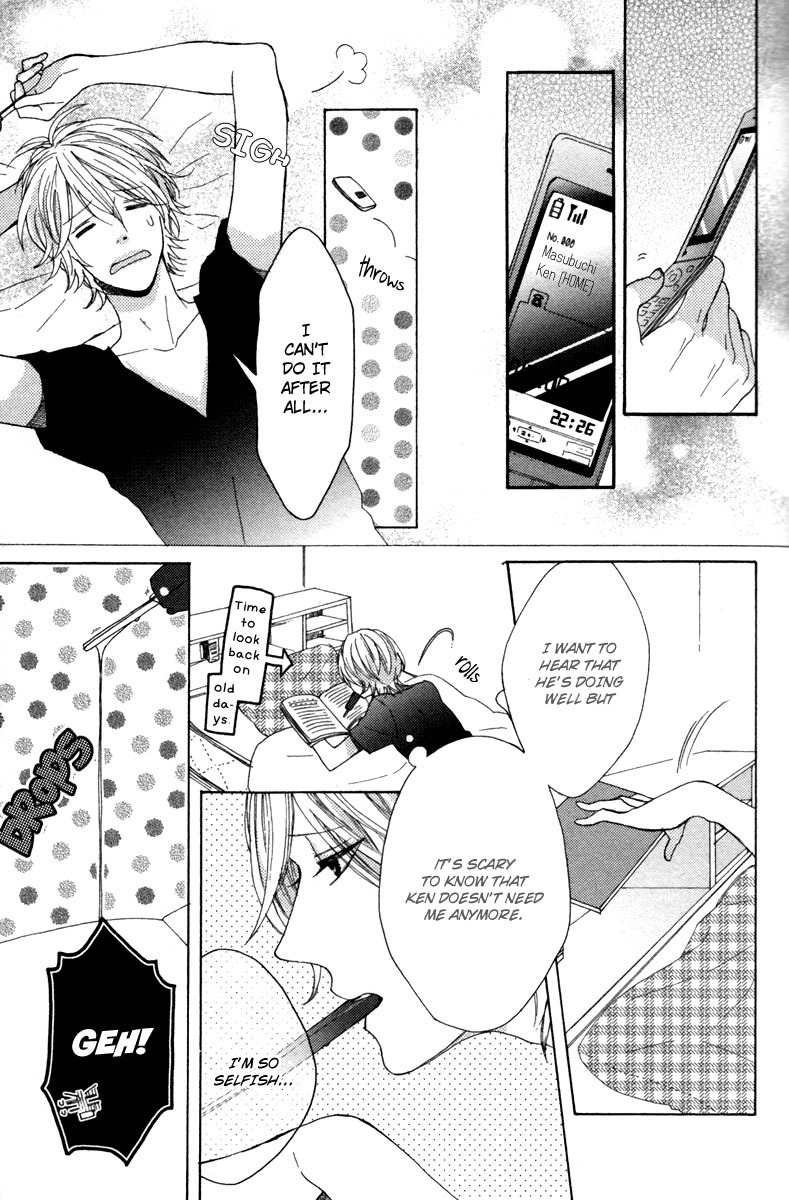 No. 800
Masubuchi
Ken [HOME]
22:26
throws
SIGH
I
CAN'T
DO IT
AFTER
ALL...
I WANT TO
HEAR THAT
HE'S DOING
WELL BUT
rolls
Time
to
look
back
on
old
da-
ys
IT'S SCARY
TO KNOW THAT
KEN DOESN'T NEED
ME ANYMORE.
I'M SO
SELFISH...
DROPS
GEH!